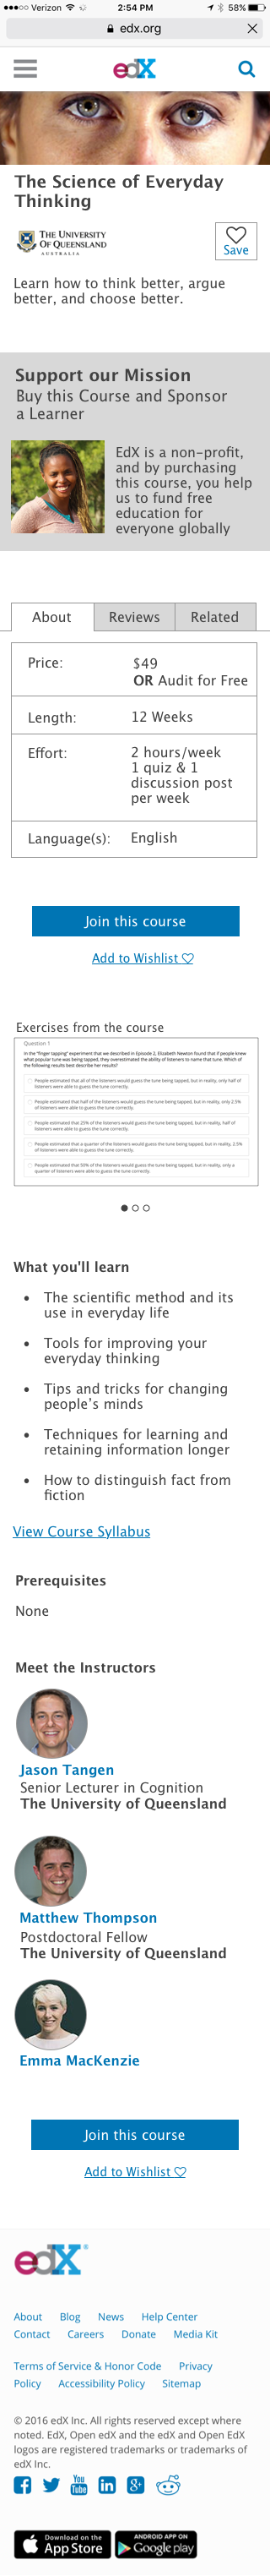 Verizon 2:54 PM 58%
edx.org
edX
The Science of Everyday
Thinking
THE UNIVERSITY
OF QUEENSLAND
AUSTRALIA
Save
Learn how to think better, argue
better, and choose better.
Support our Mission
Buy this Course and Sponsor
a Learner
EdX is a non-profit,
and by purchasing
this course, you help
us to fund free
education for
everyone globally
About Reviews Related
Price: $49
OR Audit for Free
Length: 12 Weeks
Effort: 2 hours/week
1 quiz & 1
discussion post
per week
Language(s): English
Join this course
Add to Wishlist
Exercises from the course
Question 1
In the "finger tapping" experiment that we described in Episode 2, Elizabeth Newton found that if people knew
what popular tune was being tapped, they overestimated the ability of listeners to name that tune. Which of
the following results best describe her results?
People estimated that all of the listeners would guess the tune being tapped, but in reality, only half of
listeners were able to guess the tune correctly.
People estimated that half of the listeners would guess the tune being tapped, but in reality, only 2.5%
of listeners were able to guess the tune correctly.
People estimated that 25% of the listeners would guess the tune being tapped, but in reality, half of
listeners were able to guess the tune correctly.
People estimated that a quarter of the listeners would guess the tune being tapped, but in reality, 2.5%
of listeners were able to guess the tune correctly.
People estimated that 50% of the listeners would guess the tune being tapped, but in reality, only a
quarter of listeners were able to guess the tune correctly.
What you'll learn
• The scientific method and its
use in everyday life
• Tools for improving your
everyday thinking
• Tips and tricks for changing
people's minds
• Techniques for learning and
retaining information longer
• How to distinguish fact from
fiction
View Course Syllabus
Prerequisites
None
Meet the Instructors
Jason Tangen
Senior Lecturer in Cognition
The University of Queensland
Matthew Thompson
Postdoctoral Fellow
The University of Queensland
Emma MacKenzie
Join this course
Add to Wishlist
edX®
About Blog News Help Center
Contact Careers Donate Media Kit
Terms of Service & Honor Code Privacy
Policy Accessibility Policy Sitemap
© 2016 edX Inc. All rights reserved except where
noted. EdX, Open edX and the edX and Open EdX
logos are registered trademarks or trademarks of
edX Inc.
f You Tube in g
Download on the App Store
ANDROID APP ON Google play